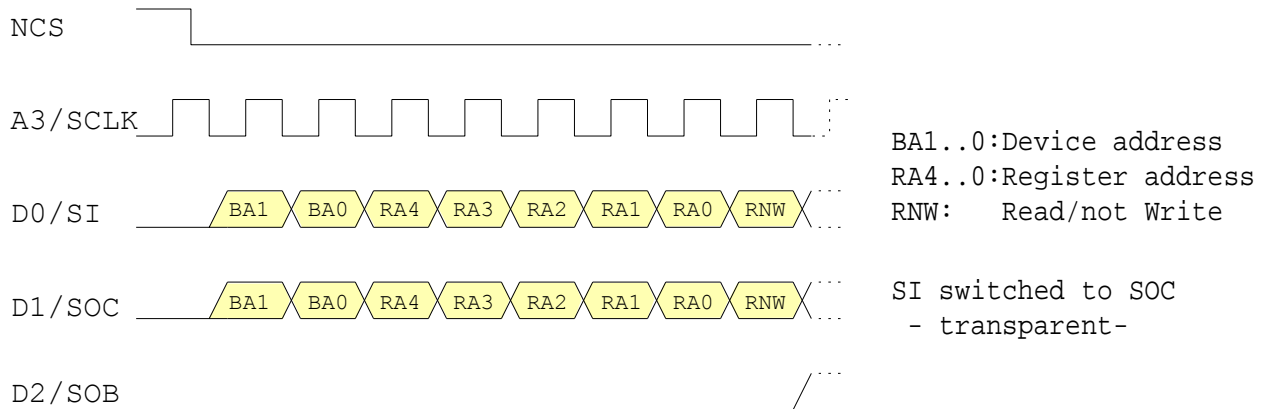 NCS
A3/SCLK
BA1..0:Device address
RA4..0:Register address
RNW: Read/not Write
D0/SI BA1 BA0 RA4 RA3 RA2 RA1 RA0 RNW
D1/SOC BA1 BA0 RA4 RA3 RA2 RA1 RA0 RNW
SI switched to SOC
- transparent-
D2/SOB